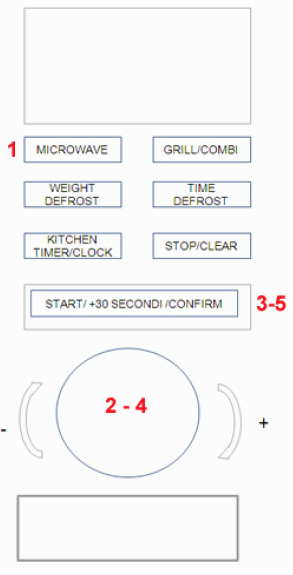 1 MICROWAVE GRILL/COMBI
WEIGHT TIME
DEFROST DEFROST
KITCHEN
TIMER/CLOCK STOP/CLEAR
START/ +30 SECONDI /CONFIRM 3-5
2 - 4
- +